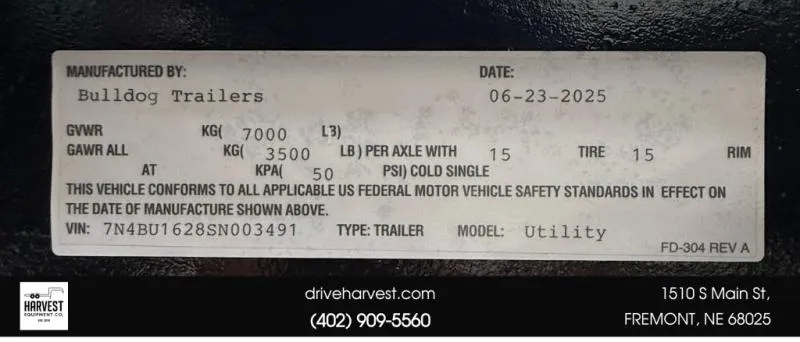 MANUFACTURED BY: DATE:
Bulldog Trailers 06-23-2025
GVWR KG( 7000 LB)
GAWR ALL KG( 3500 LB) PER AXLE WITH 15 TIRE 15 RIM
AT KPA( 50 PSI) COLD SINGLE
THIS VEHICLE CONFORMS TO ALL APPLICABLE US FEDERAL MOTOR VEHICLE SAFETY STANDARDS IN EFFECT ON
THE DATE OF MANUFACTURE SHOWN ABOVE.
VIN: 7N4BU1628SN003491 TYPE: TRAILER MODEL: Utility
FD-304 REV A
HARVEST
EQUIPMENT CO.
driveharvest.com
(402) 909-5560
1510 S Main St,
FREMONT, NE 68025